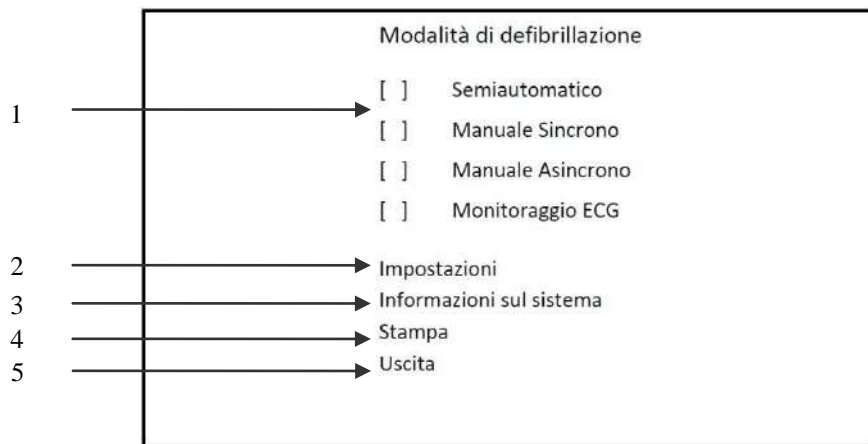 Modalità di defibrillazione
1
[ ] Semiautomatico
[ ] Manuale Sincrono
[ ] Manuale Asincrono
[ ] Monitoraggio ECG
2 Impostazioni
3 Informazioni sul sistema
4 Stampa
5 Uscita